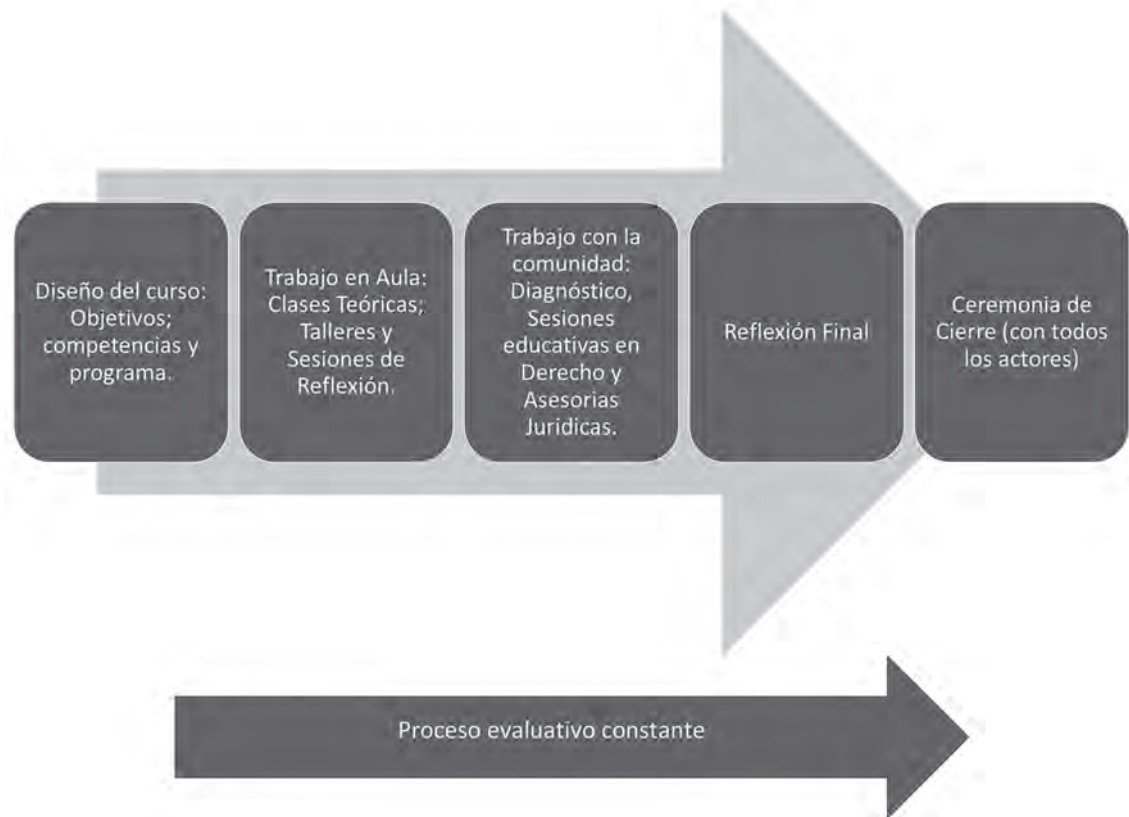 Diseño del curso:
Objetivos;
competencias y
programa.
Trabajo en Aula:
Clases Teóricas;
Talleres y
Sesiones de
Reflexión.
Trabajo con la
comunidad:
Diagnóstico,
Sesiones
educativas en
Derecho y
Asesorias
Juridicas.
Reflexión Final
Ceremonia de
Cierre (con todos
los actores)
Proceso evaluativo constante